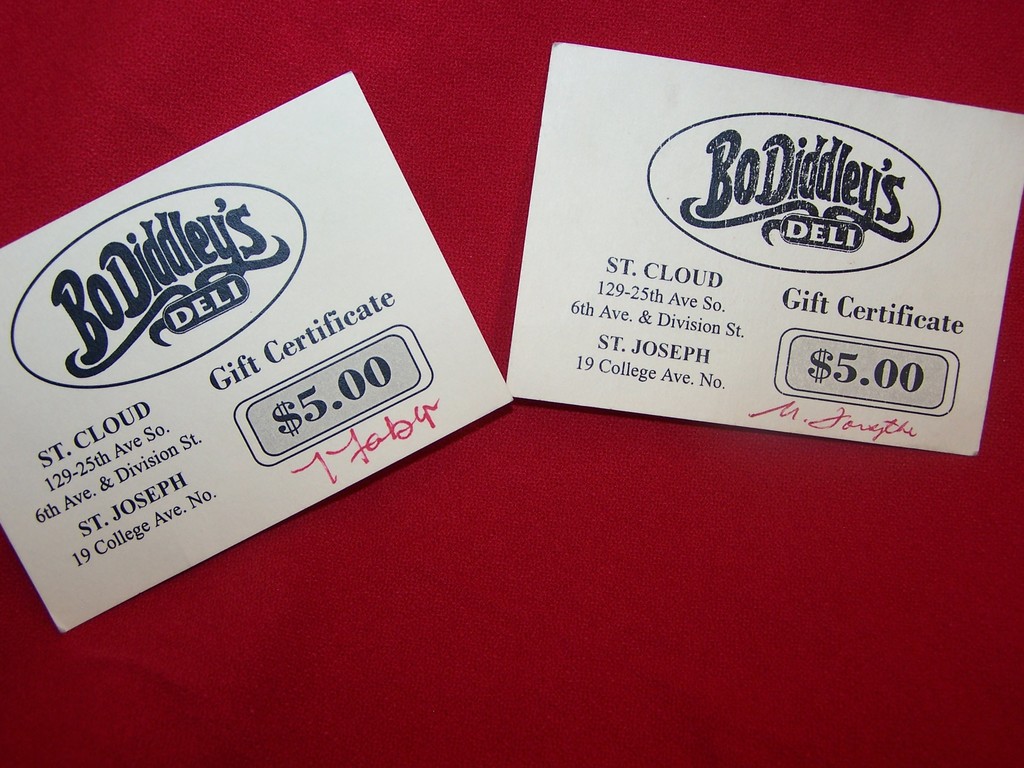 BoDiddley's
DELI
Gift Certificate
$5.00
ST. CLOUD
129-25th Ave So.
6th Ave. & Division St.
ST. JOSEPH
19 College Ave. No.
BoDiddley's
DELI
ST. CLOUD
129-25th Ave So.
6th Ave. & Division St.
ST. JOSEPH
19 College Ave. No.
Gift Certificate
$5.00
M. Forsythe